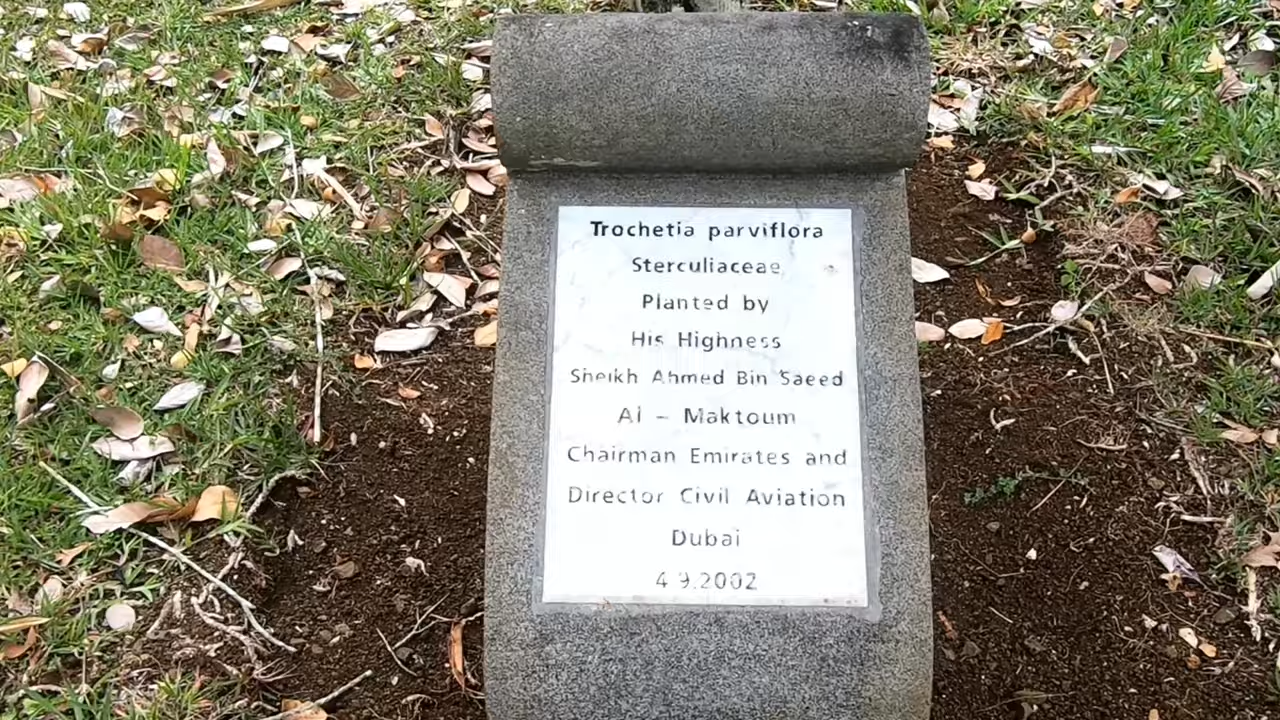 Trochetia parviflora
Sterculiaceae
Planted by
His Highness
Sheikh Ahmed Bin Saeed
Al - Maktoum
Chairman Emirates and
Director Civil Aviation
Dubai
4 9.2002